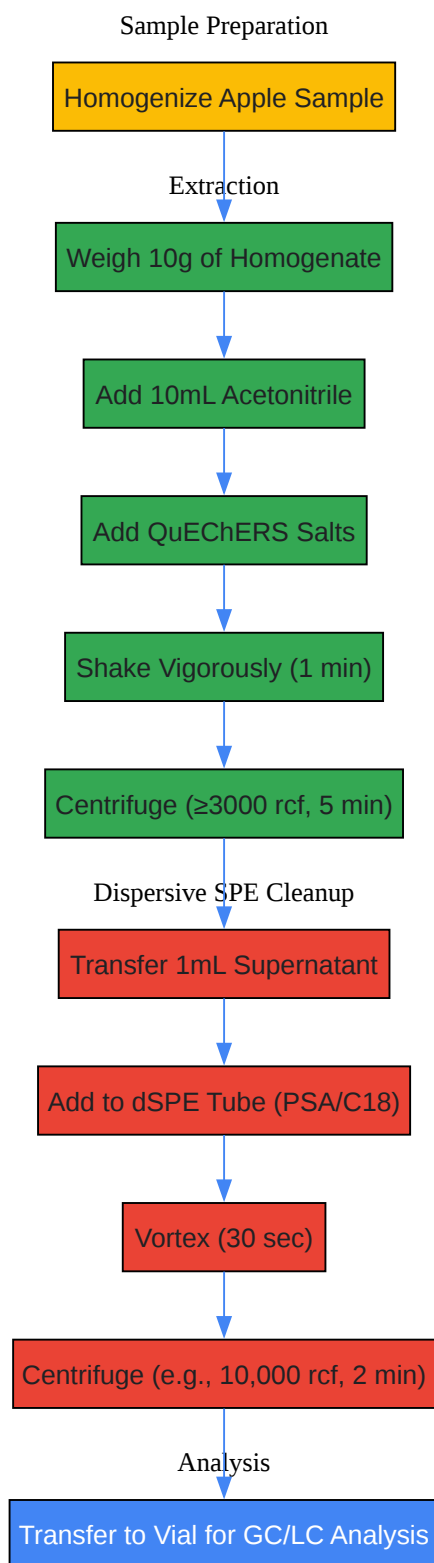 Sample Preparation
Homogenize Apple Sample
Extraction
Weigh 10g of Homogenate
Add 10mL Acetonitrile
Add QuEChERS Salts
Shake Vigorously (1 min)
Centrifuge (≥3000 rcf, 5 min)
Dispersive SPE Cleanup
Transfer 1mL Supernatant
Add to dSPE Tube (PSA/C18)
Vortex (30 sec)
Centrifuge (e.g., 10,000 rcf, 2 min)
Analysis
Transfer to Vial for GC/LC Analysis